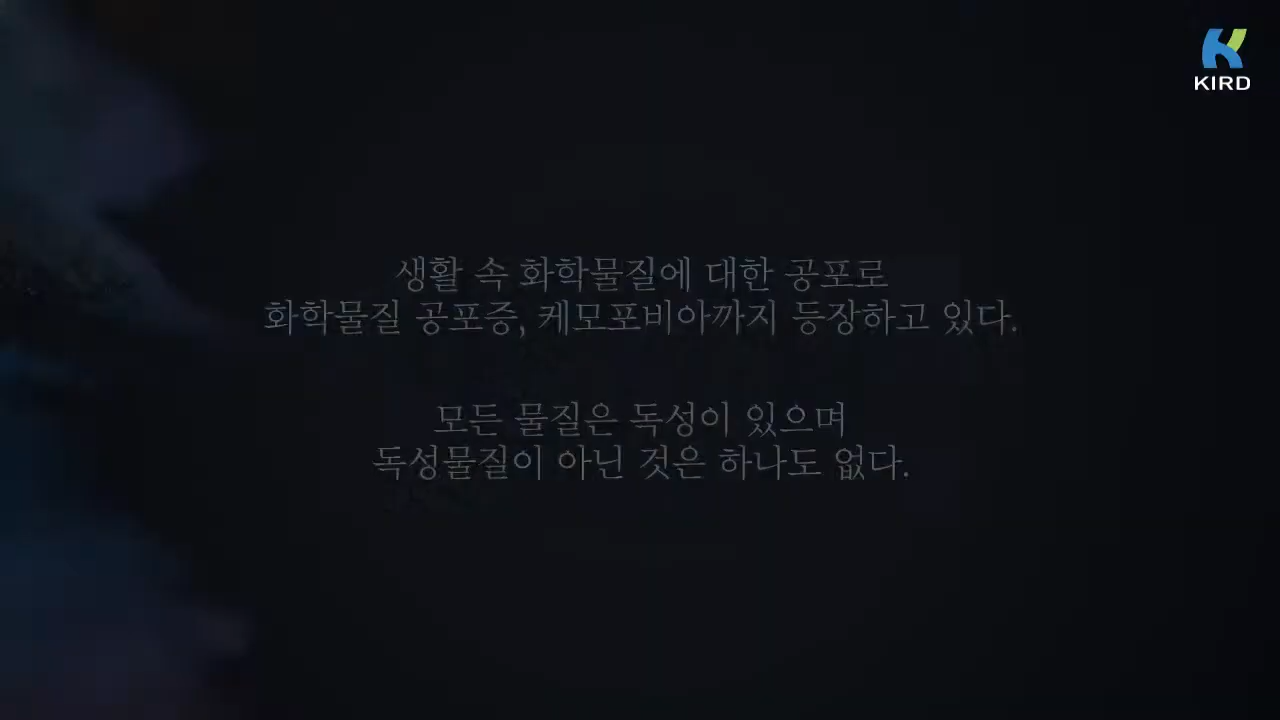 KIRD
생활 속 화학물질에 대한 공포로
화학물질 공포증, 케모포비아까지 등장하고 있다.
모든 물질은 독성이 있으며
독성물질이 아닌 것은 하나도 없다.